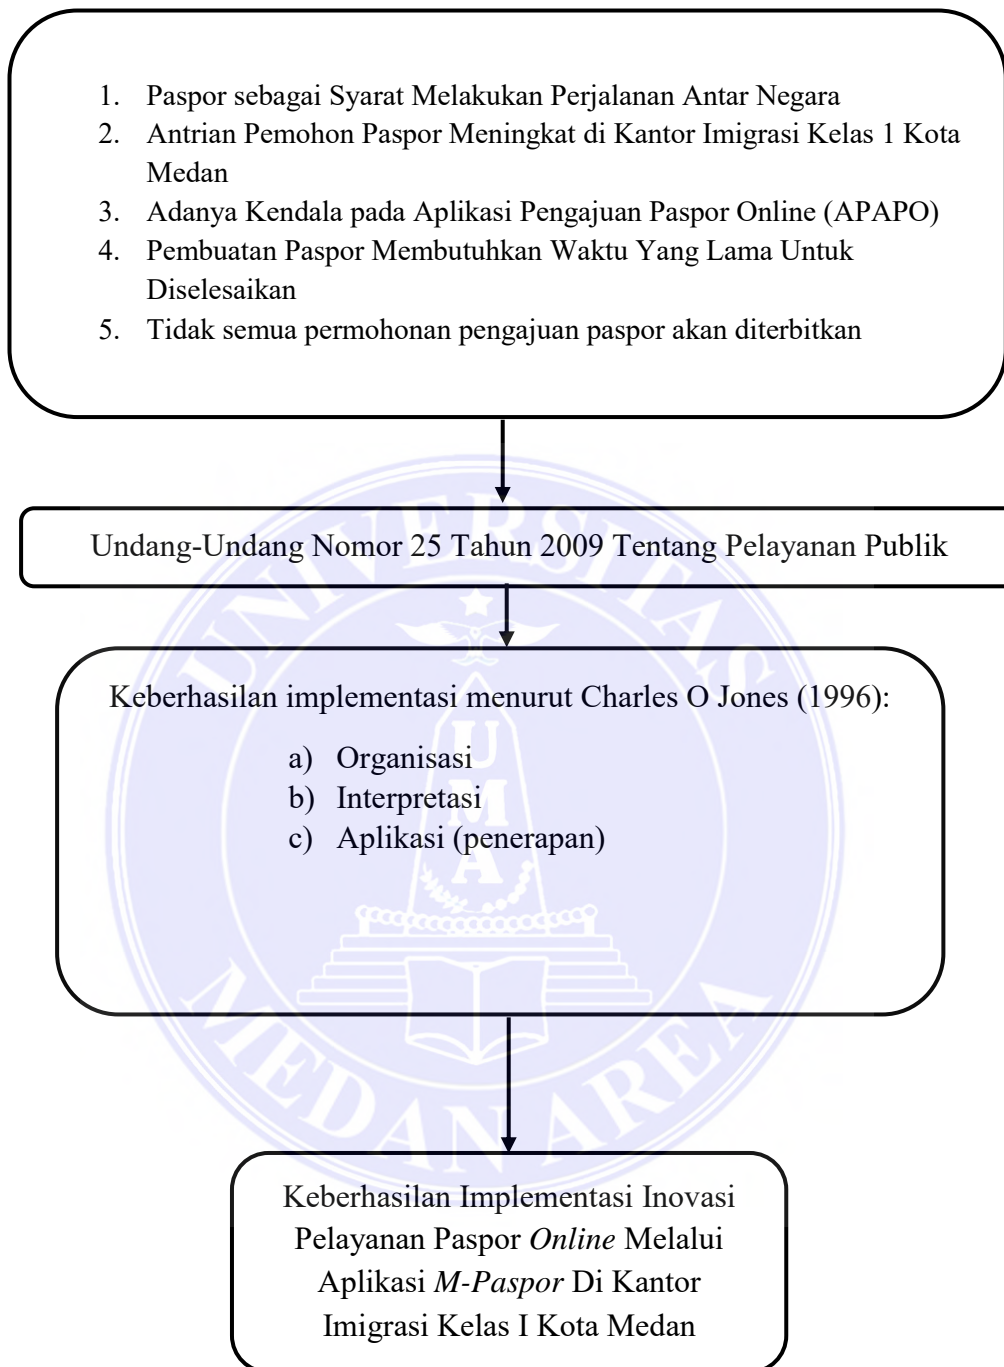 1. Paspor sebagai Syarat Melakukan Perjalanan Antar Negara
2. Antrian Pemohon Paspor Meningkat di Kantor Imigrasi Kelas 1 Kota
Medan
3. Adanya Kendala pada Aplikasi Pengajuan Paspor Online (APAPO)
4. Pembuatan Paspor Membutuhkan Waktu Yang Lama Untuk
Diselesaikan
5. Tidak semua permohonan pengajuan paspor akan diterbitkan
Undang-Undang Nomor 25 Tahun 2009 Tentang Pelayanan Publik
Keberhasilan implementasi menurut Charles O Jones (1996):
a) Organisasi
b) Interpretasi
c) Aplikasi (penerapan)
Keberhasilan Implementasi Inovasi
Pelayanan Paspor Online Melalui
Aplikasi M-Paspor Di Kantor
Imigrasi Kelas I Kota Medan
UNIVERSITAS
UMA
MEDAN AREA